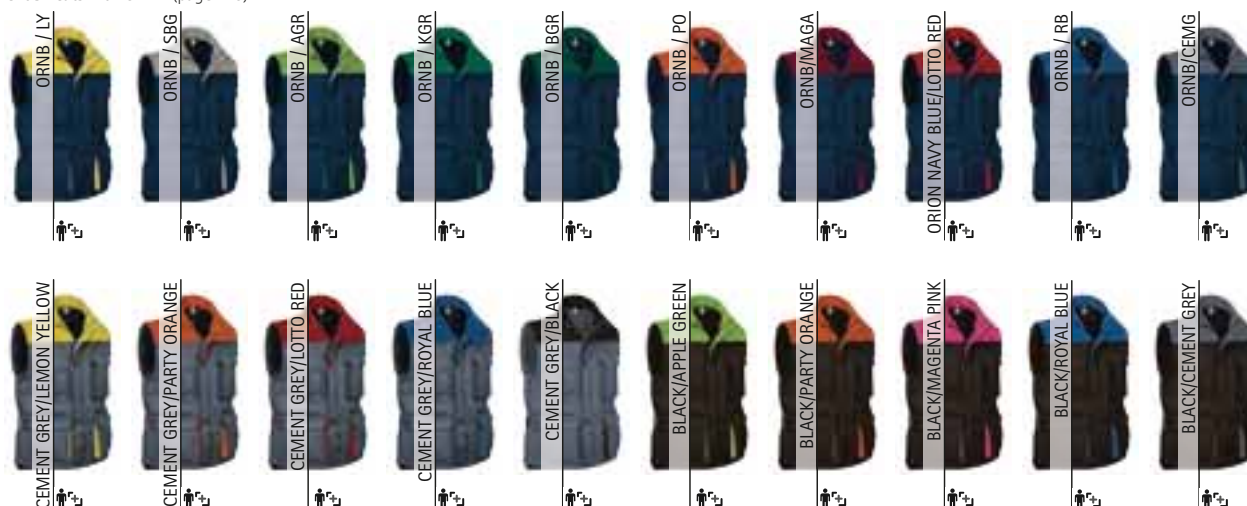 ORNB / LY
ORNB / SBG
ORNB / AGR
ORNB / KGR
ORNB / BGR
ORNB / PO
ORNB/MAGA
ORION NAVY BLUE/LOTTO RED
ORNB / RB
ORNB/CEMG
CEMENT GREY/LEMON YELLOW
CEMENT GREY/PARTY ORANGE
CEMENT GREY/LOTTO RED
CEMENT GREY/ROYAL BLUE
CEMENT GREY/BLACK
BLACK/APPLE GREEN
BLACK/PARTY ORANGE
BLACK/MAGENTA PINK
BLACK/ROYAL BLUE
BLACK/CEMENT GREY